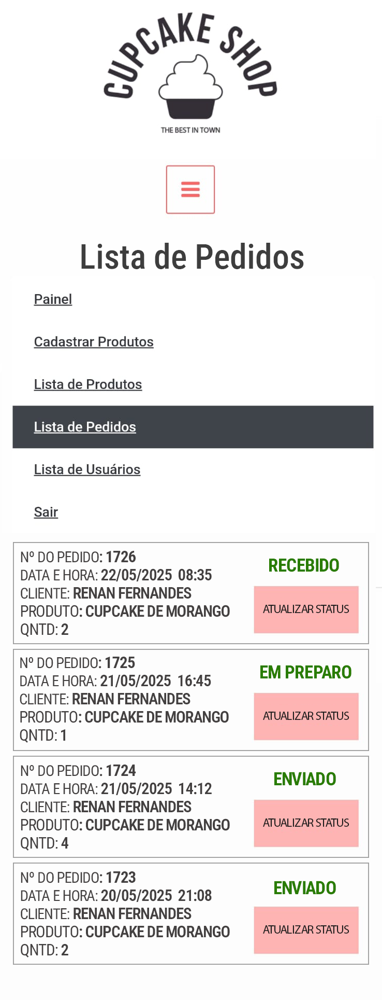 CUPCAKE SHOP
THE BEST IN TOWN
Lista de Pedidos
Painel
Cadastrar Produtos
Lista de Produtos
Lista de Pedidos
Lista de Usuários
Sair
Nº DO PEDIDO: 1726
DATA E HORA: 22/05/2025 08:35
CLIENTE: RENAN FERNANDES
PRODUTO: CUPCAKE DE MORANGO
QNTD: 2
RECEBIDO
ATUALIZAR STATUS
Nº DO PEDIDO: 1725
DATA E HORA: 21/05/2025 16:45
CLIENTE: RENAN FERNANDES
PRODUTO: CUPCAKE DE MORANGO
QNTD: 1
EM PREPARO
ATUALIZAR STATUS
Nº DO PEDIDO: 1724
DATA E HORA: 21/05/2025 14:12
CLIENTE: RENAN FERNANDES
PRODUTO: CUPCAKE DE MORANGO
QNTD: 4
ENVIADO
ATUALIZAR STATUS
Nº DO PEDIDO: 1723
DATA E HORA: 20/05/2025 21:08
CLIENTE: RENAN FERNANDES
PRODUTO: CUPCAKE DE MORANGO
QNTD: 2
ENVIADO
ATUALIZAR STATUS